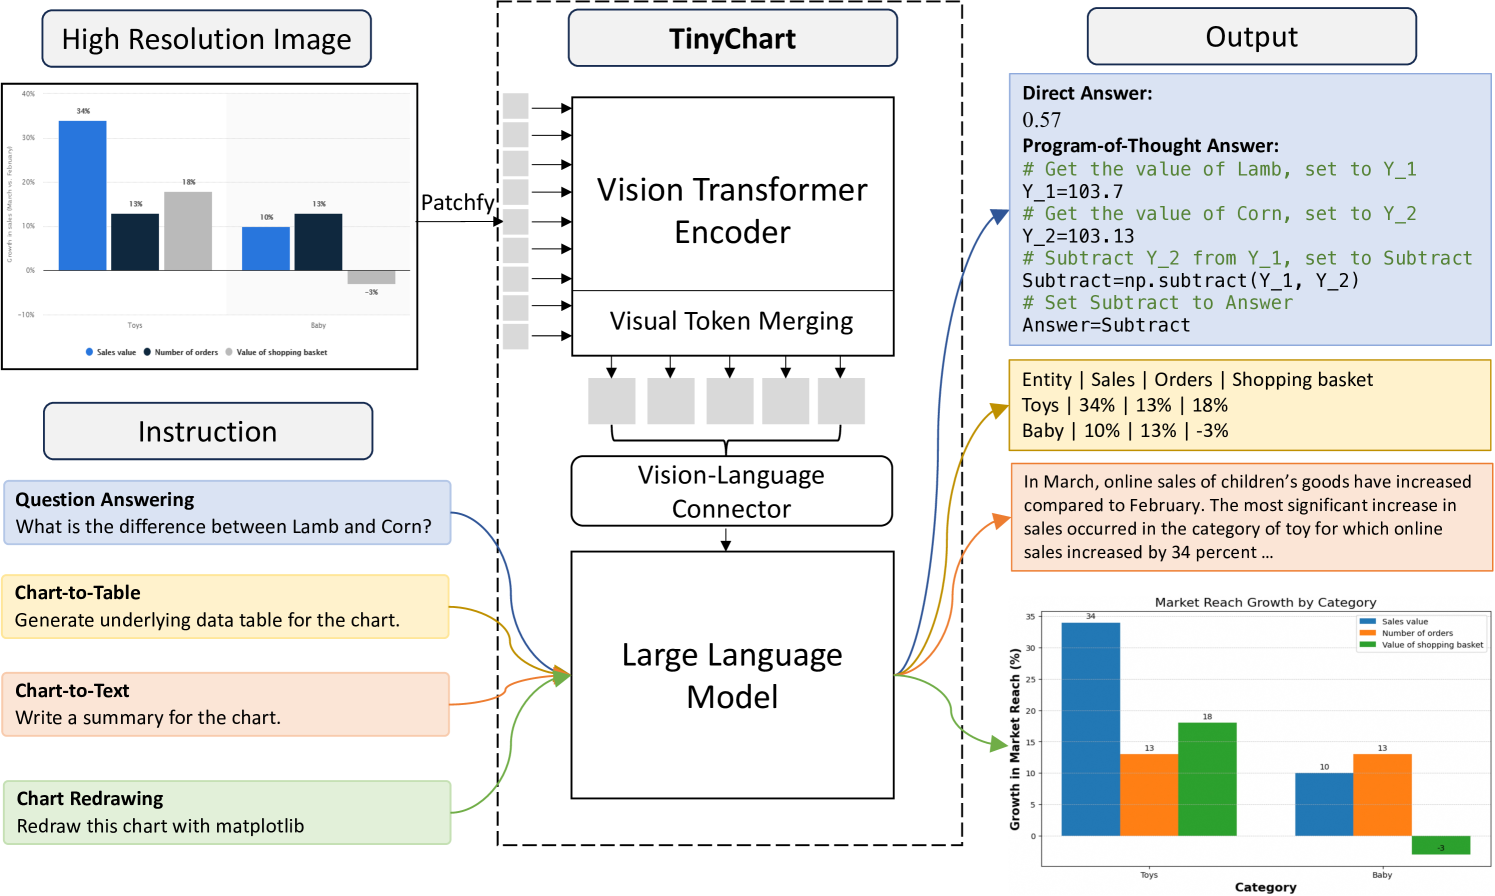 High Resolution Image
TinyChart
Output
40%
30%
20%
10%
0%
-10%
Growth in sales (March vs. February)
34%
13%
18%
10%
13%
-3%
Toys
Baby
Sales value
Number of orders
Value of shopping basket
Patchfy
Vision Transformer
Encoder
Visual Token Merging
Vision-Language
Connector
Large Language
Model
Instruction
Question Answering
What is the difference between Lamb and Corn?
Chart-to-Table
Generate underlying data table for the chart.
Chart-to-Text
Write a summary for the chart.
Chart Redrawing
Redraw this chart with matplotlib
Direct Answer:
0.57
Program-of-Thought Answer:
# Get the value of Lamb, set to Y_1
Y_1=103.7
# Get the value of Corn, set to Y_2
Y_2=103.13
# Subtract Y_2 from Y_1, set to Subtract
Subtract=np.subtract(Y_1, Y_2)
# Set Subtract to Answer
Answer=Subtract
Entity | Sales | Orders | Shopping basket
Toys | 34% | 13% | 18%
Baby | 10% | 13% | -3%
In March, online sales of children's goods have increased
compared to February. The most significant increase in
sales occurred in the category of toy for which online
sales increased by 34 percent ...
Market Reach Growth by Category
Growth in Market Reach (%)
35
30
25
20
15
10
5
0
34
13
18
10
13
-3
Sales value
Number of orders
Value of shopping basket
Toys
Baby
Category